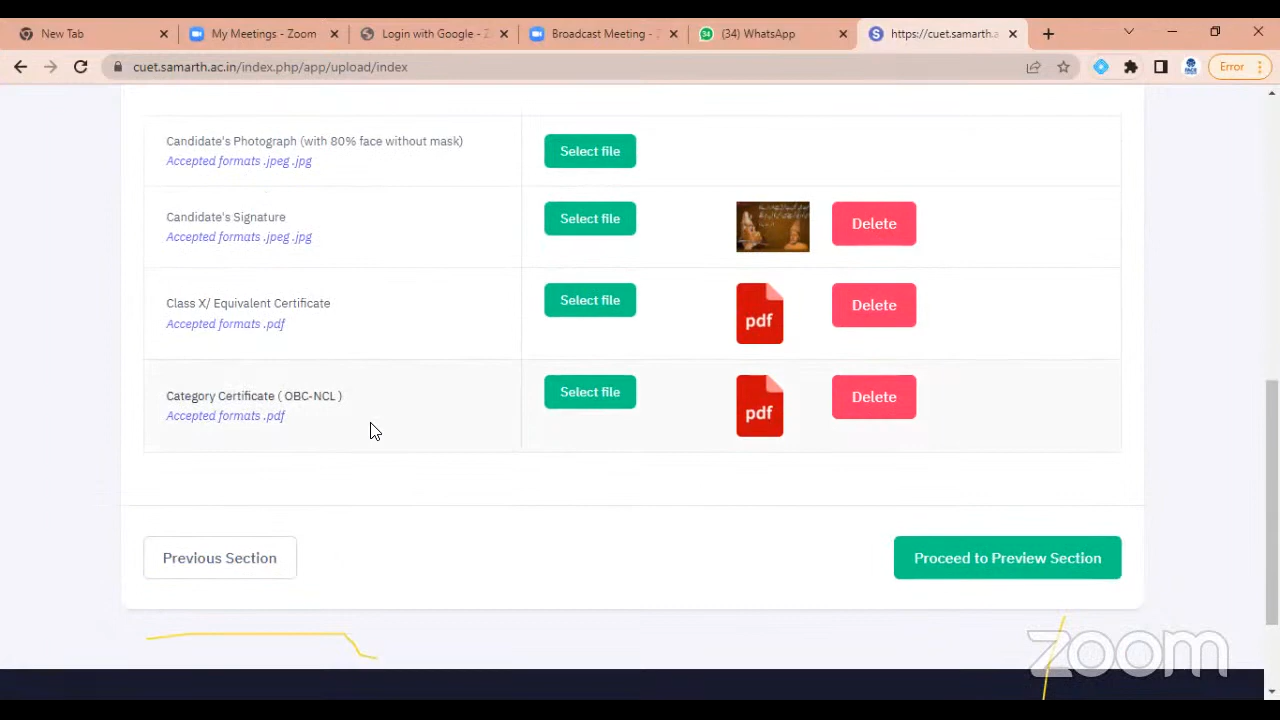 New Tab
My Meetings - Zoom
Login with Google - Z
Broadcast Meeting - Z
(34) WhatsApp
https://cuet.samarth.a
cuet.samarth.ac.in/index.php/app/upload/index
Error
Candidate's Photograph (with 80% face without mask)
Accepted formats .jpeg .jpg
Select file
Candidate's Signature
Accepted formats .jpeg .jpg
Select file
Delete
Class X/ Equivalent Certificate
Accepted formats .pdf
Select file
pdf
Delete
Category Certificate ( OBC-NCL )
Accepted formats .pdf
Select file
pdf
Delete
Previous Section
Proceed to Preview Section
zoom